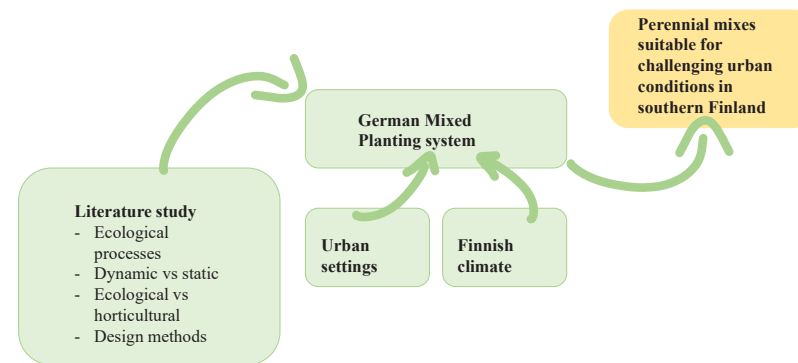 Perennial mixes
suitable for
challenging urban
conditions in
southern Finland
German Mixed
Planting system
Literature study
- Ecological
processes
- Dynamic vs static
- Ecological vs
horticultural
- Design methods
Urban
settings
Finnish
climate